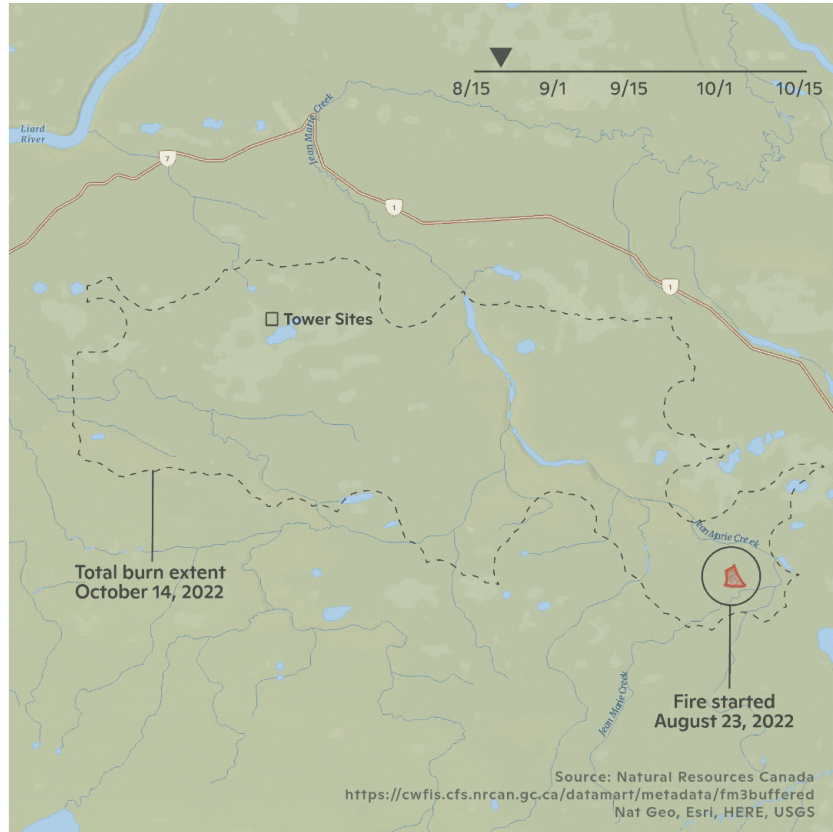 8/15 9/1 9/15 10/1 10/15
Jean Marie Creek
Liard
River
7
1
1
Tower Sites
Jean Marie Creek
Total burn extent
October 14, 2022
Jean Marie Creek
Fire started
August 23, 2022
Source: Natural Resources Canada
https://cwfis.cfs.nrcan.gc.ca/datamart/metadata/fm3buffered
Nat Geo, Esri, HERE, USGS